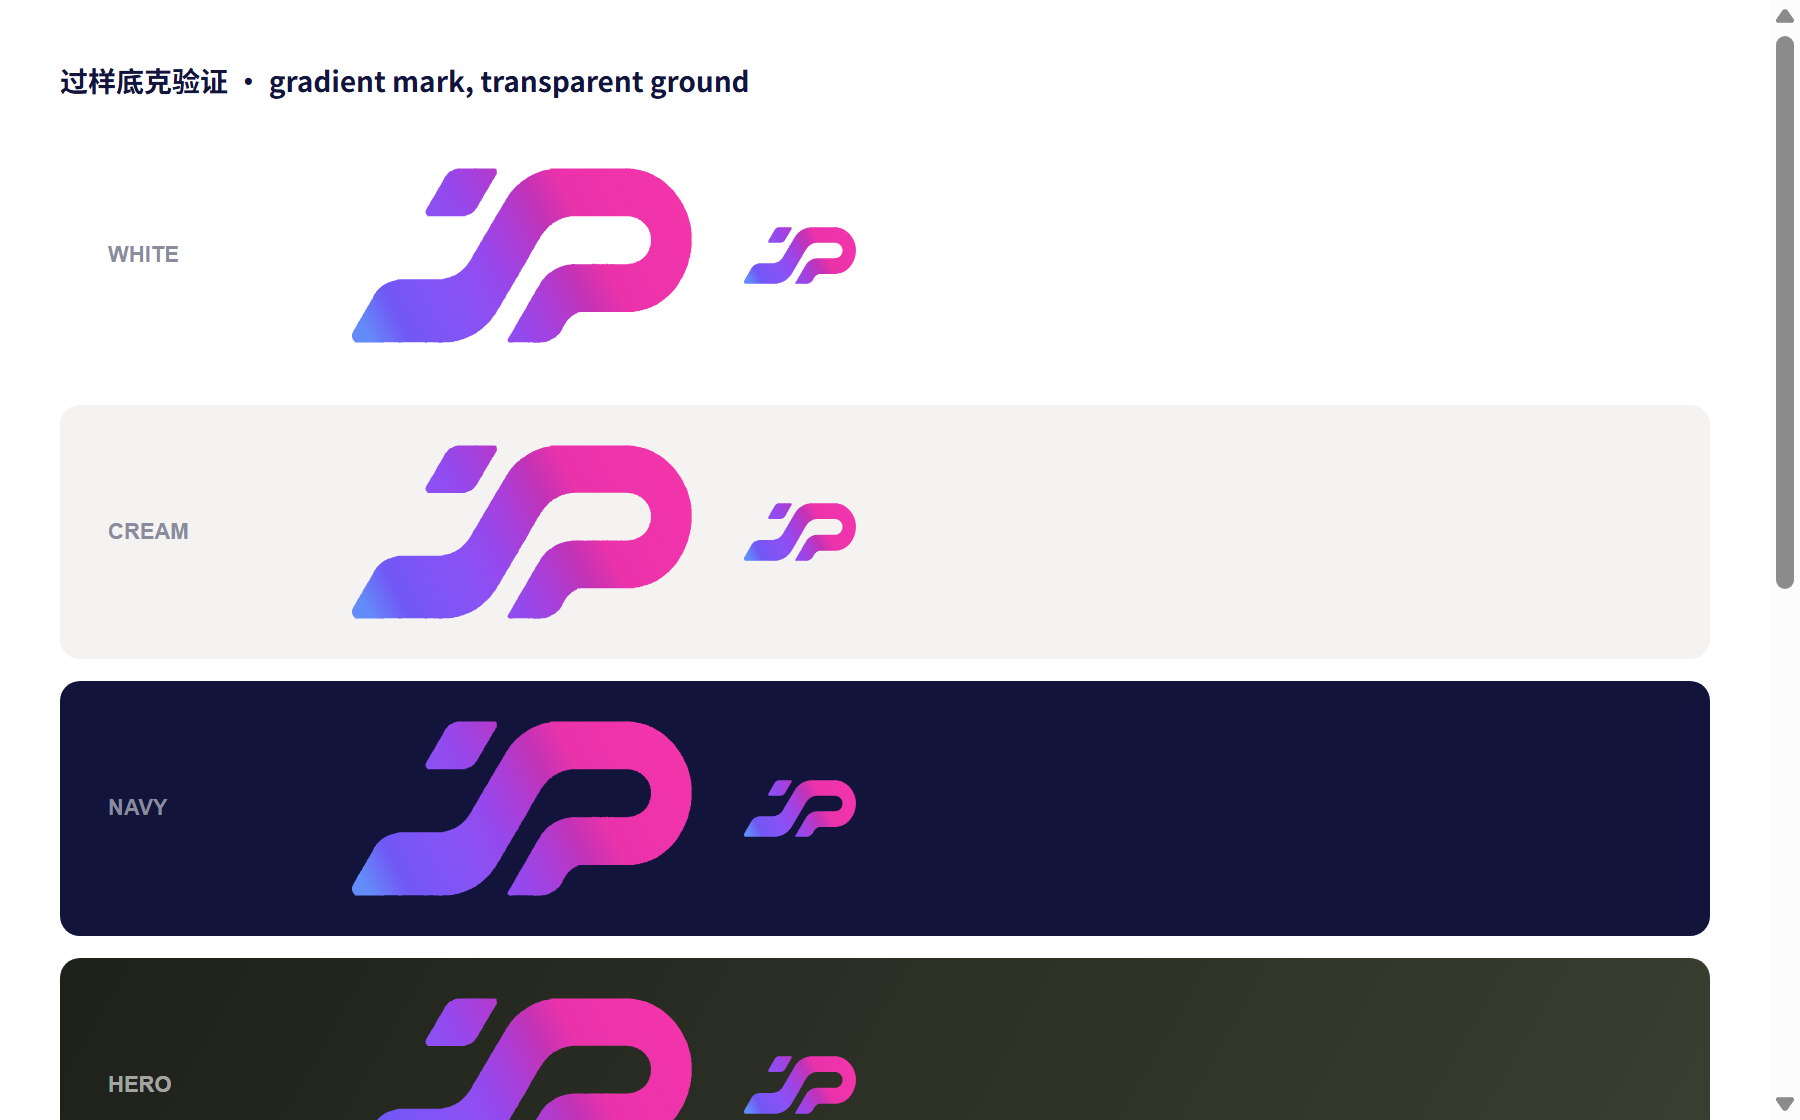 过样底克验证 • gradient mark, transparent ground
WHITE
CREAM
NAVY
HERO